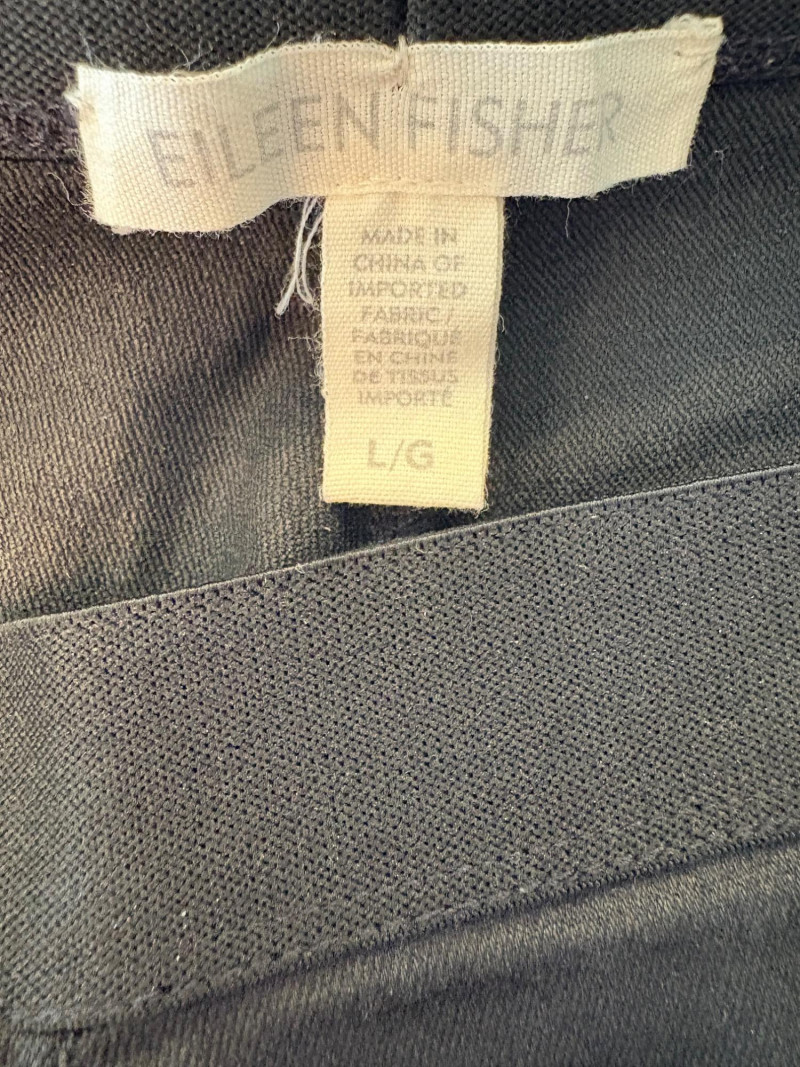 EILEEN FISHER
MADE IN
CHINA OF
IMPORTED
FABRIC /
FABRIQUÉ
EN CHINE
DE TISSUS
IMPORTÉ
L/G